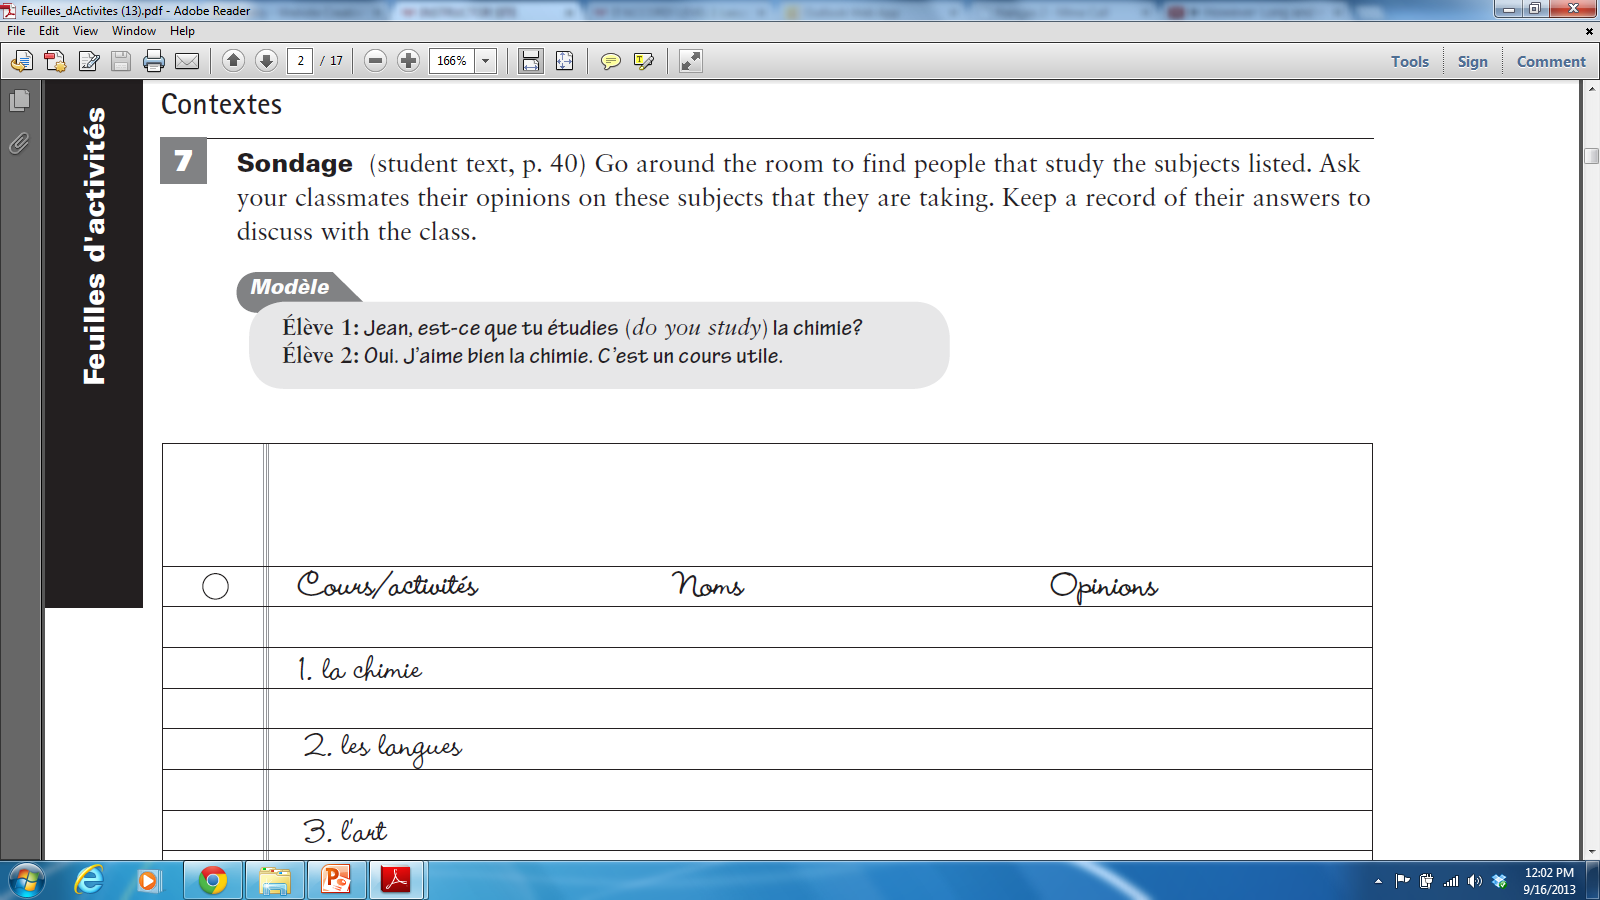 Feuilles_dActivites (13).pdf - Adobe Reader
File Edit View Window Help
2 / 17 166% Tools Sign Comment
Feuilles d'activités
Contextes
7 Sondage (student text, p. 40) Go around the room to find people that study the subjects listed. Ask
your classmates their opinions on these subjects that they are taking. Keep a record of their answers to
discuss with the class.
Modèle
Élève 1: Jean, est-ce que tu étudies (do you study) la chimie?
Élève 2: Oui. J'aime bien la chimie. C'est un cours utile.
Cours/activités Noms Opinions
1. la chimie
2. les langues
3. l'art
12:02 PM
9/16/2013